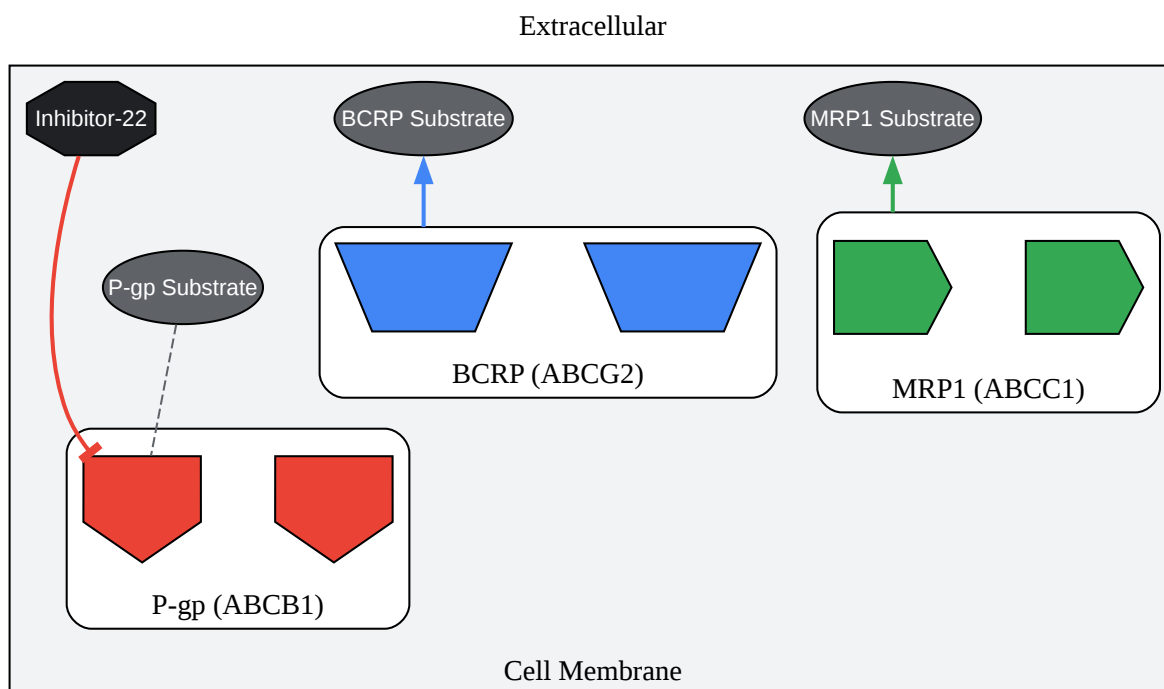 Extracellular
Inhibitor-22
BCRP Substrate
MRP1 Substrate
P-gp Substrate
BCRP (ABCG2)
MRP1 (ABCC1)
P-gp (ABCB1)
Cell Membrane